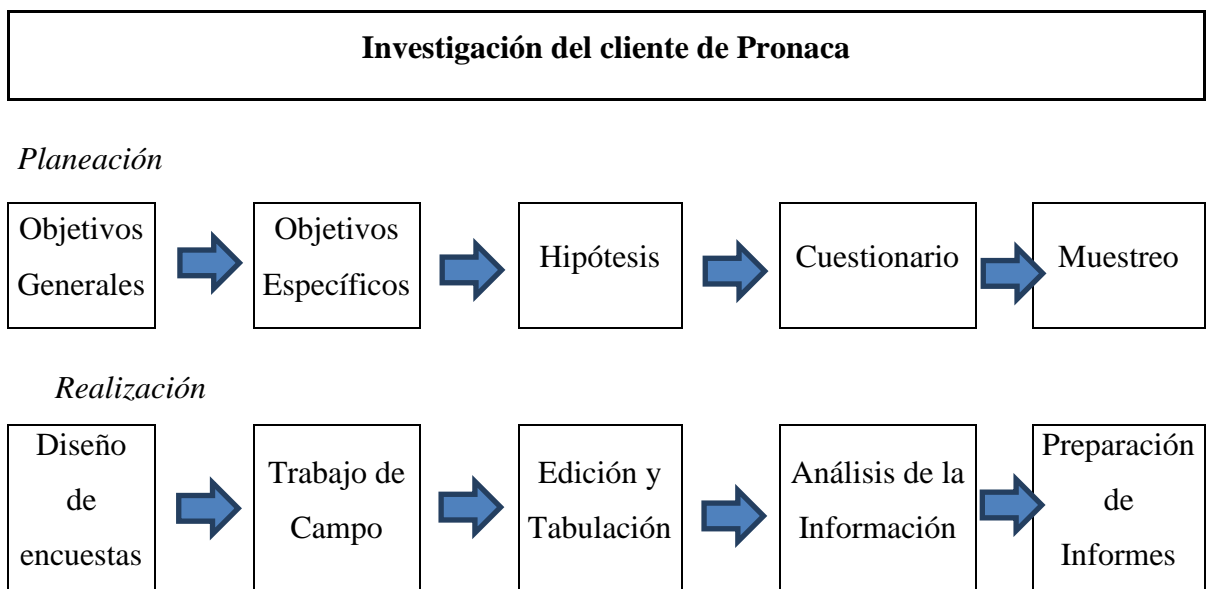 Investigación del cliente de Pronaca
Planeación
Objetivos
Generales
Objetivos
Específicos
Hipótesis
Cuestionario
Muestreo
Realización
Diseño
de
encuestas
Trabajo de
Campo
Edición y
Tabulación
Análisis de la
Información
Preparación
de
Informes